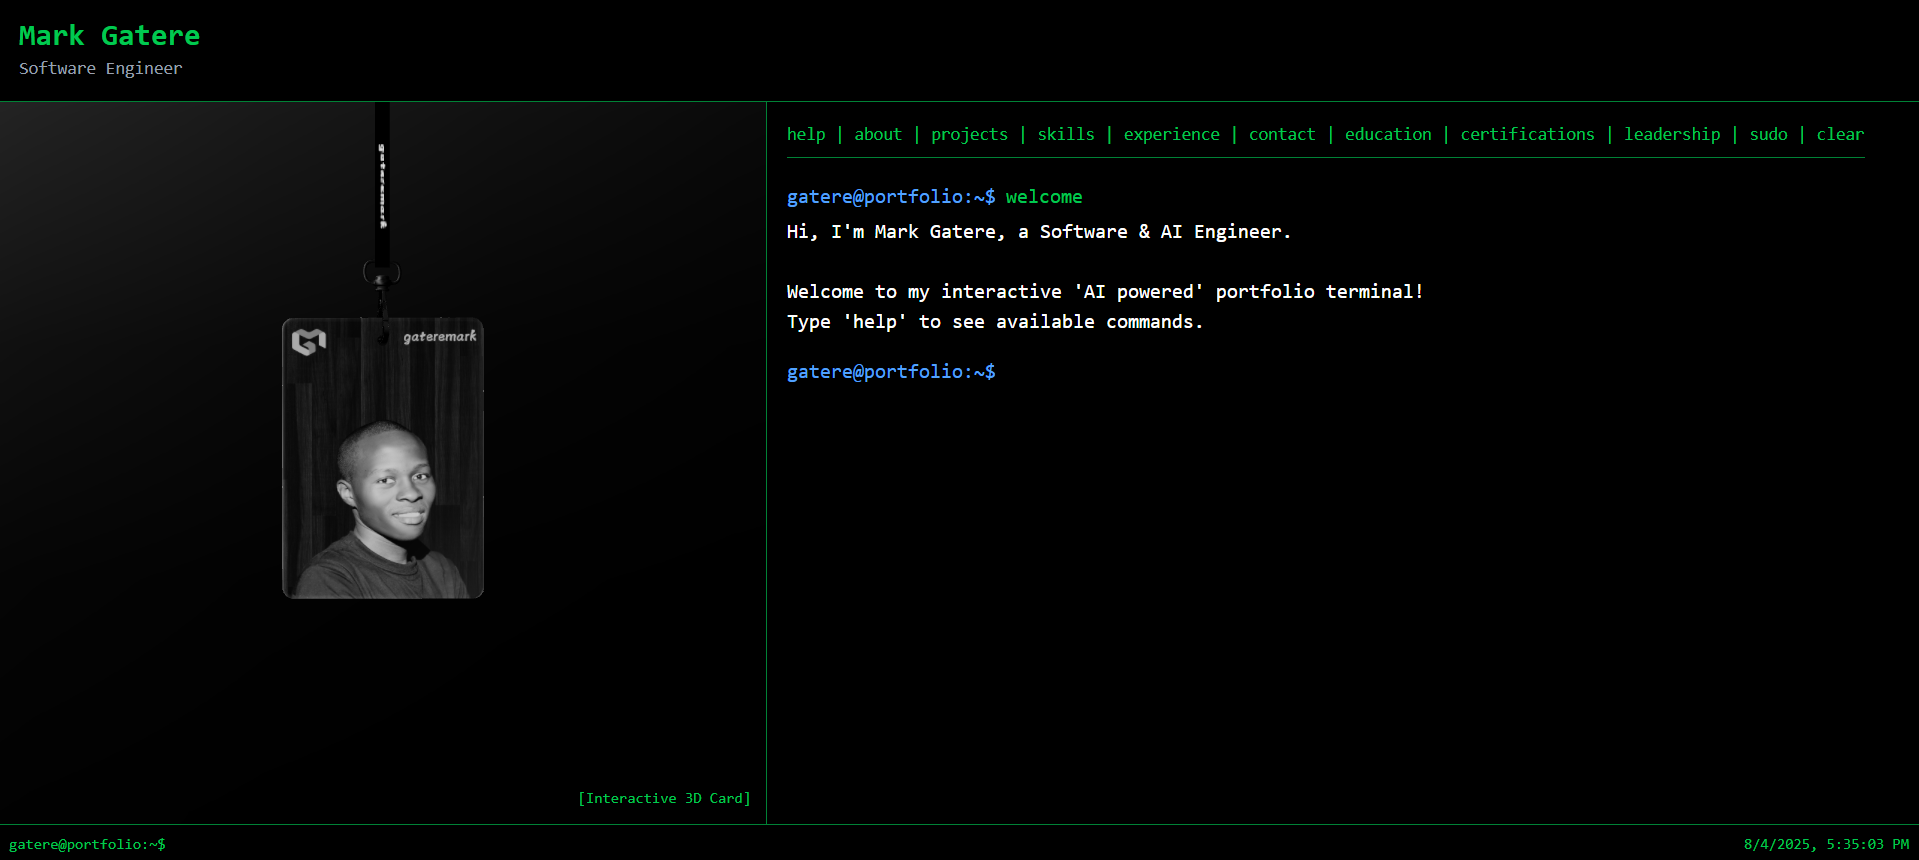 Mark Gatere
Software Engineer
gateremark
gateremark
[Interactive 3D Card]
help | about | projects | skills | experience | contact | education | certifications | leadership | sudo | clear
gatere@portfolio:~$ welcome
Hi, I'm Mark Gatere, a Software & AI Engineer.
Welcome to my interactive 'AI powered' portfolio terminal!
Type 'help' to see available commands.
gatere@portfolio:~$
gatere@portfolio:~$
8/4/2025, 5:35:03 PM